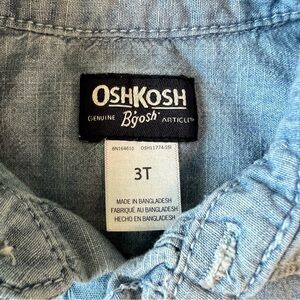 OSHKOSH
GENUINE B'gosh ARTICLE
3T
MADE IN BANGLADESH
FABRIQUÉ AU BANGLADESH
HECHO EN BANGLADESH